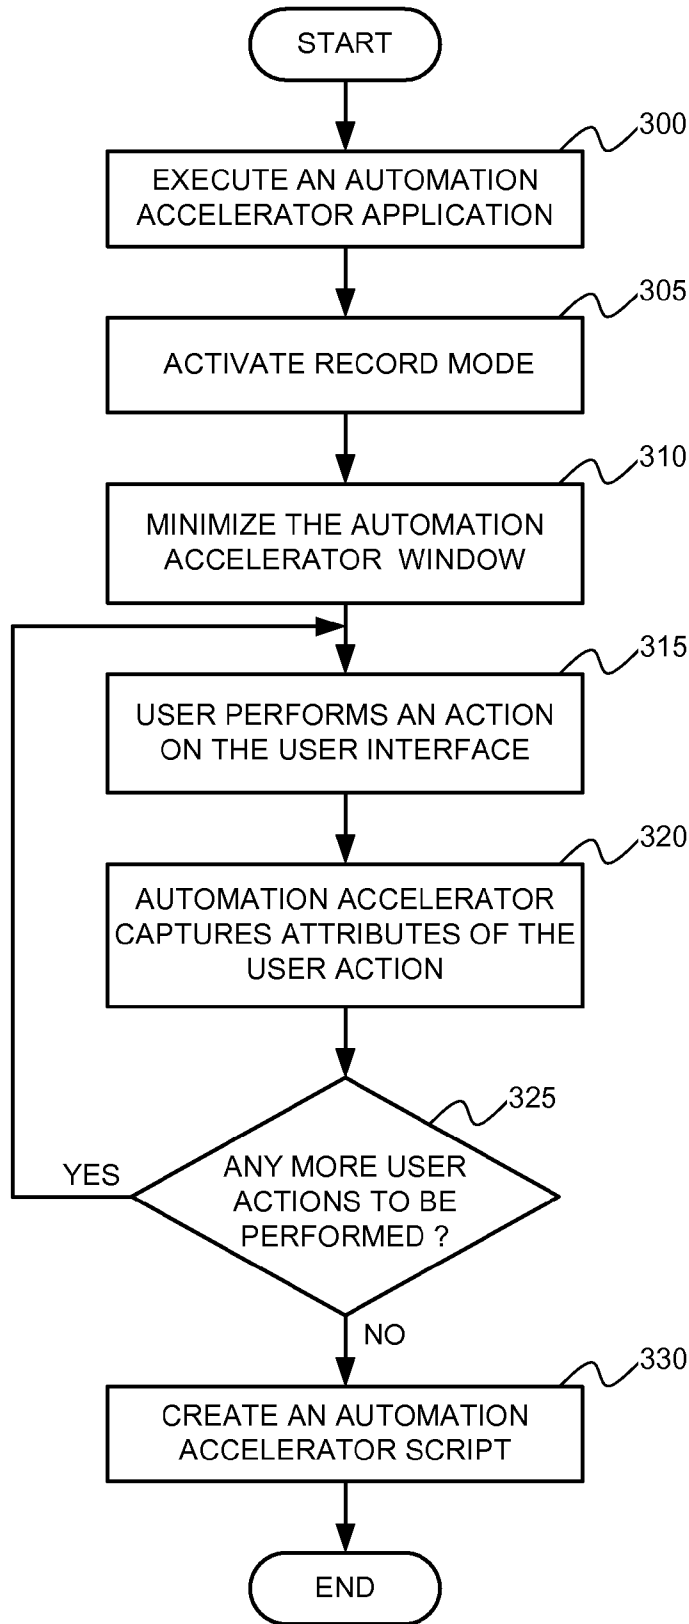 START
300
EXECUTE AN AUTOMATION
ACCELERATOR APPLICATION
305
ACTIVATE RECORD MODE
310
MINIMIZE THE AUTOMATION
ACCELERATOR WINDOW
315
USER PERFORMS AN ACTION
ON THE USER INTERFACE
320
AUTOMATION ACCELERATOR
CAPTURES ATTRIBUTES OF THE
USER ACTION
325
YES
ANY MORE USER
ACTIONS TO BE
PERFORMED ?
NO
330
CREATE AN AUTOMATION
ACCELERATOR SCRIPT
END